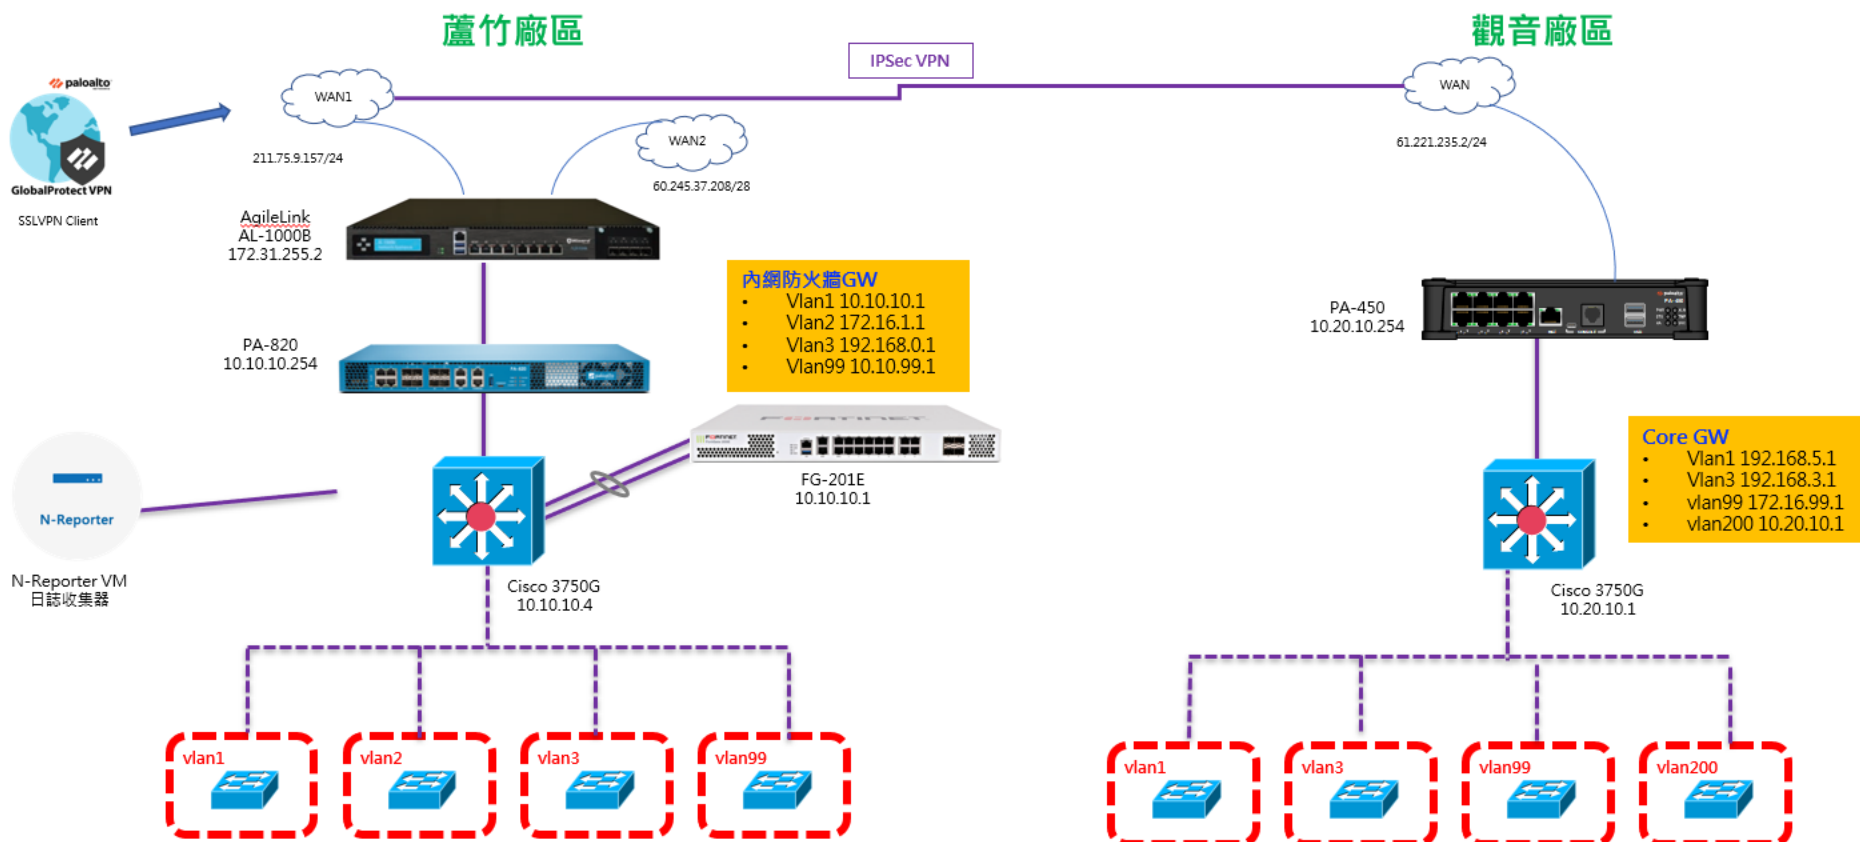 蘆竹廠區
觀音廠區
IPSec VPN
paloalto
WAN1
WAN
WAN2
211.75.9.157/24
60.245.37.208/28
61.221.235.2/24
GlobalProtect VPN
SSLVPN Client
AgileLink
AL-1000B
172.31.255.2
內網防火牆GW
• Vlan1 10.10.10.1
• Vlan2 172.16.1.1
• Vlan3 192.168.0.1
• Vlan99 10.10.99.1
PA-820
10.10.10.254
PA-450
10.20.10.254
paloalto
FORTINET
FORTINET
FG-201E
10.10.10.1
Core GW
• Vlan1 192.168.5.1
• Vlan3 192.168.3.1
• vlan99 172.16.99.1
• vlan200 10.20.10.1
N-Reporter
N-Reporter VM
日誌收集器
Cisco 3750G
10.10.10.4
Cisco 3750G
10.20.10.1
vlan1
vlan2
vlan3
vlan99
vlan1
vlan3
vlan99
vlan200